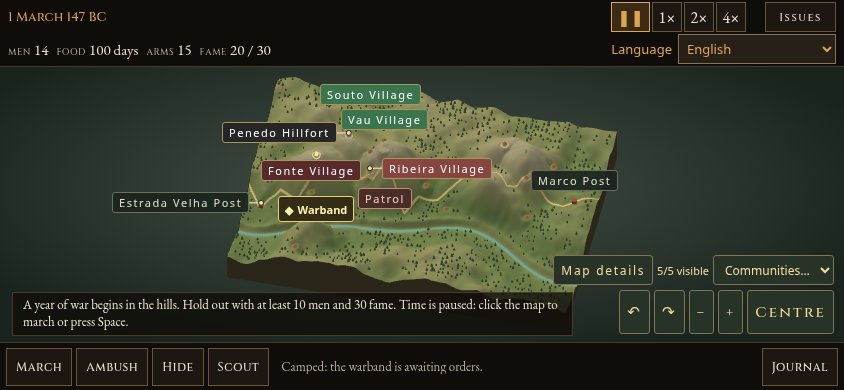 1 March 147 BC
❚❚ 1× 2× 4× Issues
MEN 14 FOOD 100 days ARMS 15 FAME 20 / 30
Language English
Souto Village
Vau Village
Penedo Hillfort
Fonte Village
Ribeira Village
Marco Post
Estrada Velha Post
Patrol
◆ Warband
Map details 5/5 visible Communities...
A year of war begins in the hills. Hold out with at least 10 men and 30 fame. Time is paused: click the map to
march or press Space.
↶ ↷ − + Centre
March Ambush Hide Scout Camped: the warband is awaiting orders. Journal